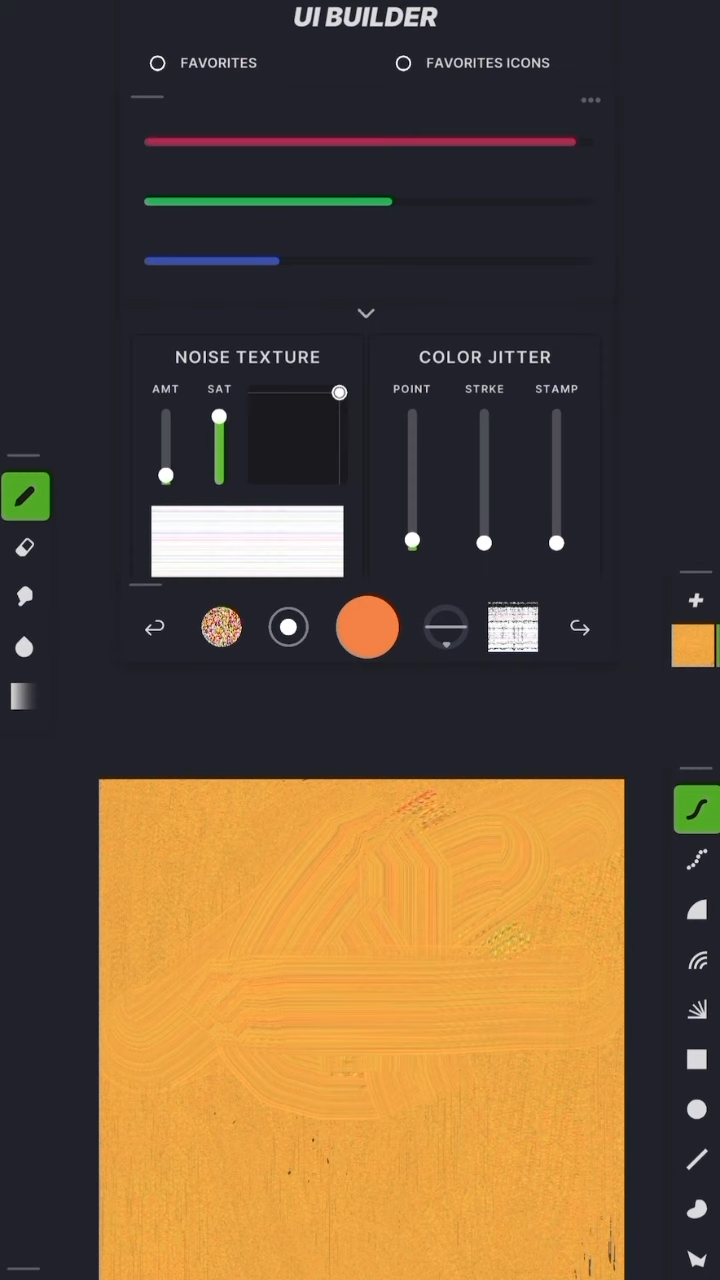 UI BUILDER
FAVORITES
FAVORITES ICONS
NOISE TEXTURE
COLOR JITTER
AMT
SAT
POINT
STRKE
STAMP